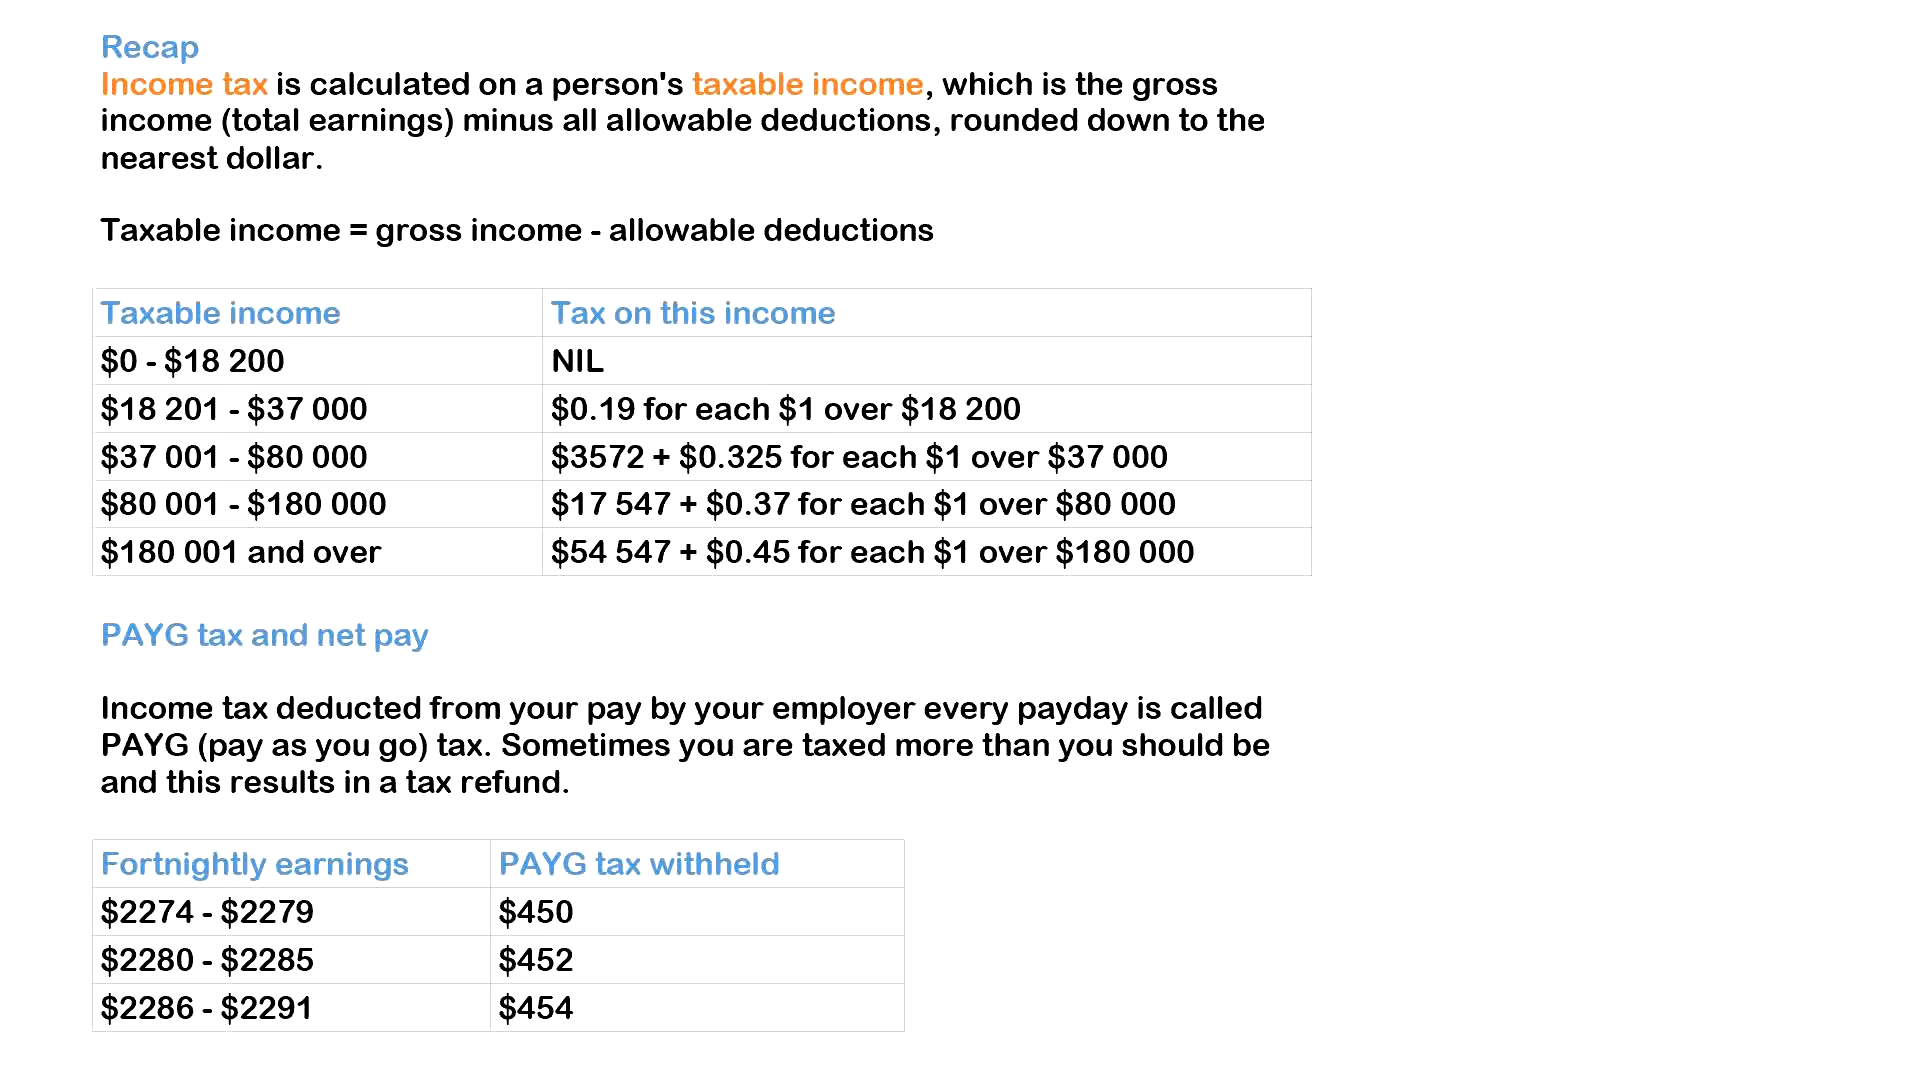 Recap
Income tax is calculated on a person's taxable income, which is the gross
income (total earnings) minus all allowable deductions, rounded down to the
nearest dollar.
Taxable income = gross income - allowable deductions
Taxable income Tax on this income
$0 - $18 200 NIL
$18 201 - $37 000 $0.19 for each $1 over $18 200
$37 001 - $80 000 $3572 + $0.325 for each $1 over $37 000
$80 001 - $180 000 $17 547 + $0.37 for each $1 over $80 000
$180 001 and over $54 547 + $0.45 for each $1 over $180 000
PAYG tax and net pay
Income tax deducted from your pay by your employer every payday is called
PAYG (pay as you go) tax. Sometimes you are taxed more than you should be
and this results in a tax refund.
Fortnightly earnings PAYG tax withheld
$2274 - $2279 $450
$2280 - $2285 $452
$2286 - $2291 $454